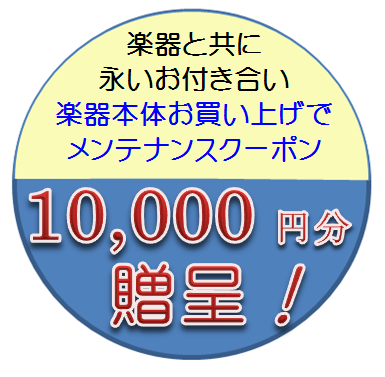 楽器と共に
永いお付き合い
楽器本体お買い上げで
メンテナンスクーポン
10,000 円分
贈呈！